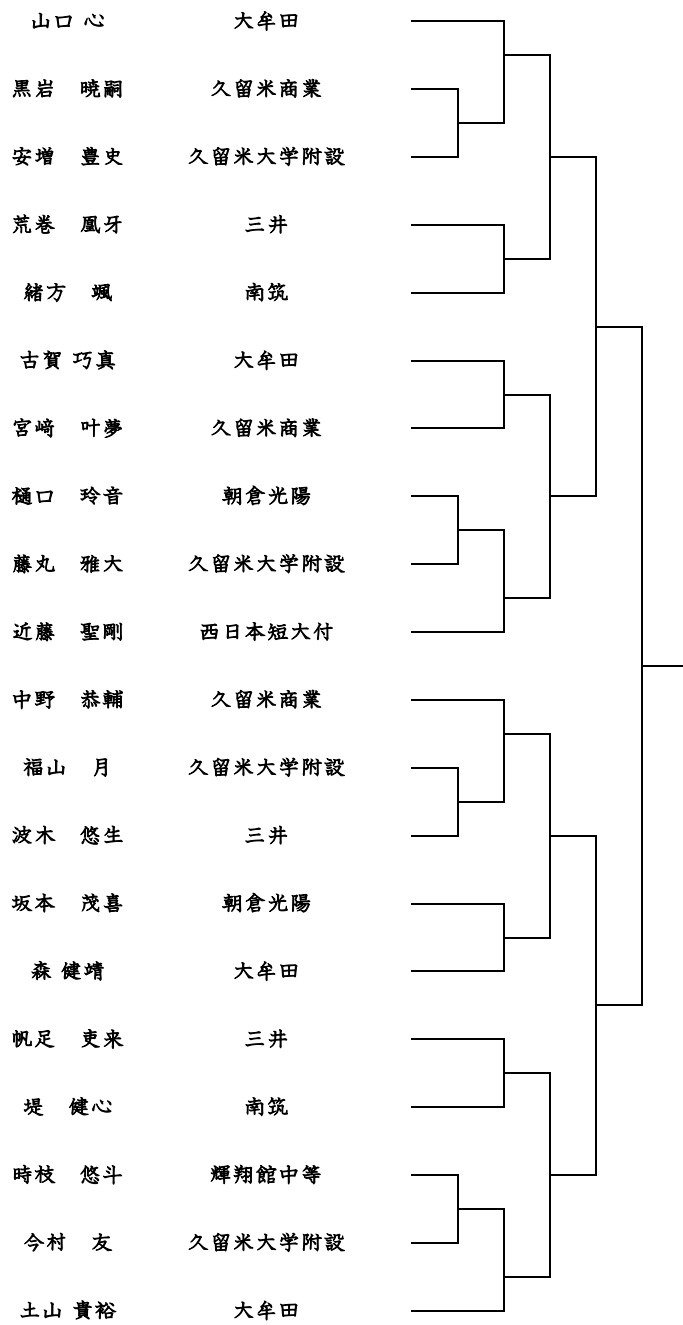 山口 心 大牟田
黒岩 暁嗣 久留米商業
安増 豊史 久留米大学附設
荒巻 凰牙 三井
緒方 颯 南筑
古賀 巧真 大牟田
宮﨑 叶夢 久留米商業
樋口 玲音 朝倉光陽
藤丸 雅大 久留米大学附設
近藤 聖剛 西日本短大付
中野 恭輔 久留米商業
福山 月 久留米大学附設
波木 悠生 三井
坂本 茂喜 朝倉光陽
森 健靖 大牟田
帆足 吏来 三井
堤 健心 南筑
時枝 悠斗 輝翔館中等
今村 友 久留米大学附設
土山 貴裕 大牟田